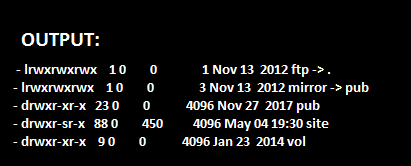 OUTPUT:
- lrwxrwxrwx 1 0 0 1 Nov 13 2012 ftp -> .
- lrwxrwxrwx 1 0 0 3 Nov 13 2012 mirror -> pub
- drwxr-xr-x 23 0 0 4096 Nov 27 2017 pub
- drwxr-sr-x 88 0 450 4096 May 04 19:30 site
- drwxr-xr-x 9 0 0 4096 Jan 23 2014 vol